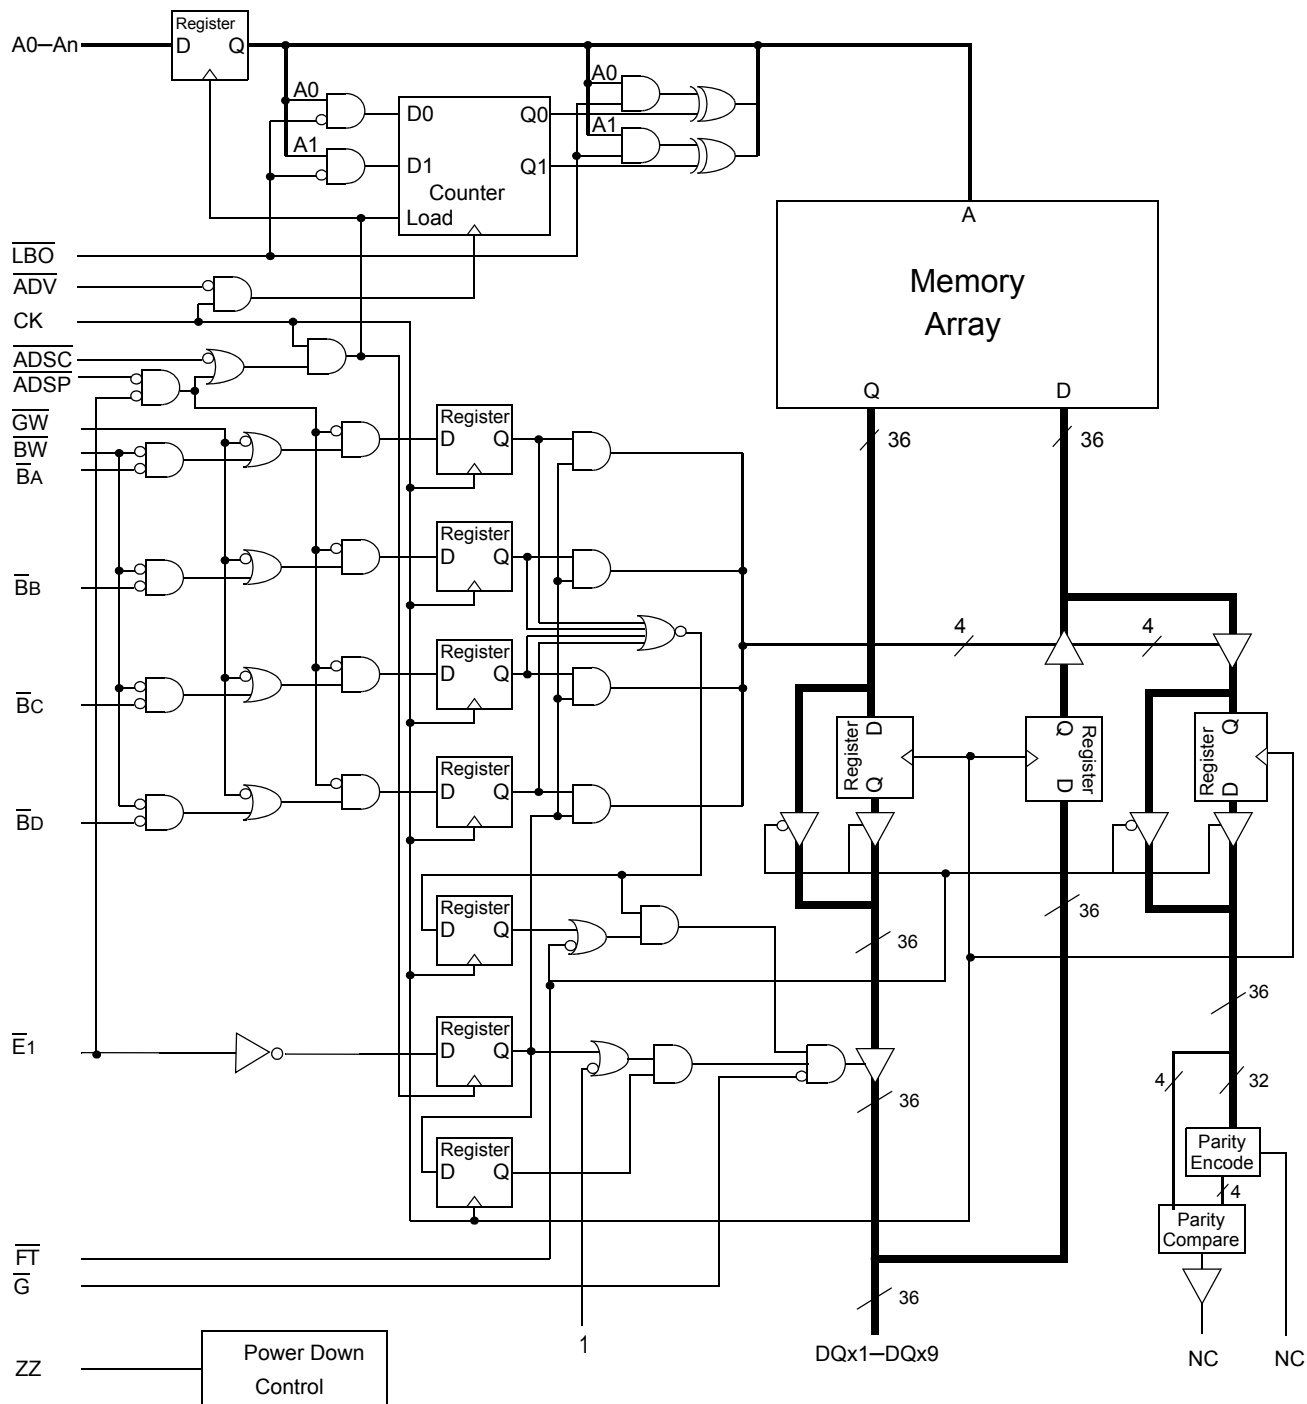 Register
A0–An
D Q
A0
A0
D0
Q0
A1
A1
D1
Q1
Counter
Load
A
LBO
ADV
Memory
Array
CK
ADSC
ADSP
Q D
GW
Register
36
36
BW
D Q
BA
Register
D Q
BB
4
4
Register
D Q
BC
D
Register
Q
Q
Register
D
Q
Register
D
Register
D Q
BD
Register
D Q
36
36
36
Register
D Q
E1
4
32
36
Register
D Q
Parity
Encode
4
Parity
Compare
FT
G
36
1
DQx1–DQx9
NC
NC
ZZ
Power Down
Control